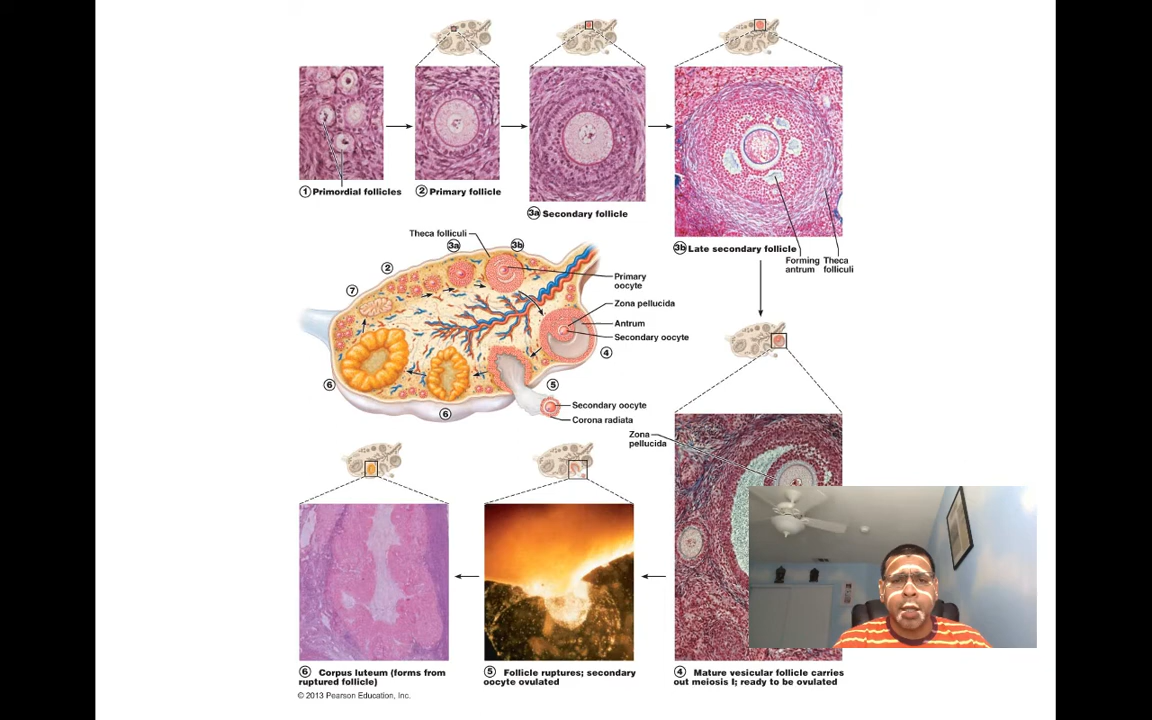 ① Primordial follicles
② Primary follicle
3a Secondary follicle
3b Late secondary follicle
Forming
antrum
Theca
folliculi
Theca folliculi
3a
3b
②
⑦
Primary
oocyte
Zona pellucida
Antrum
Secondary oocyte
④
⑥
⑤
⑥
Secondary oocyte
Corona radiata
Zona
pellucida
⑥ Corpus luteum (forms from
ruptured follicle)
⑤ Follicle ruptures; secondary
oocyte ovulated
④ Mature vesicular follicle carries
out meiosis I; ready to be ovulated
© 2013 Pearson Education, Inc.